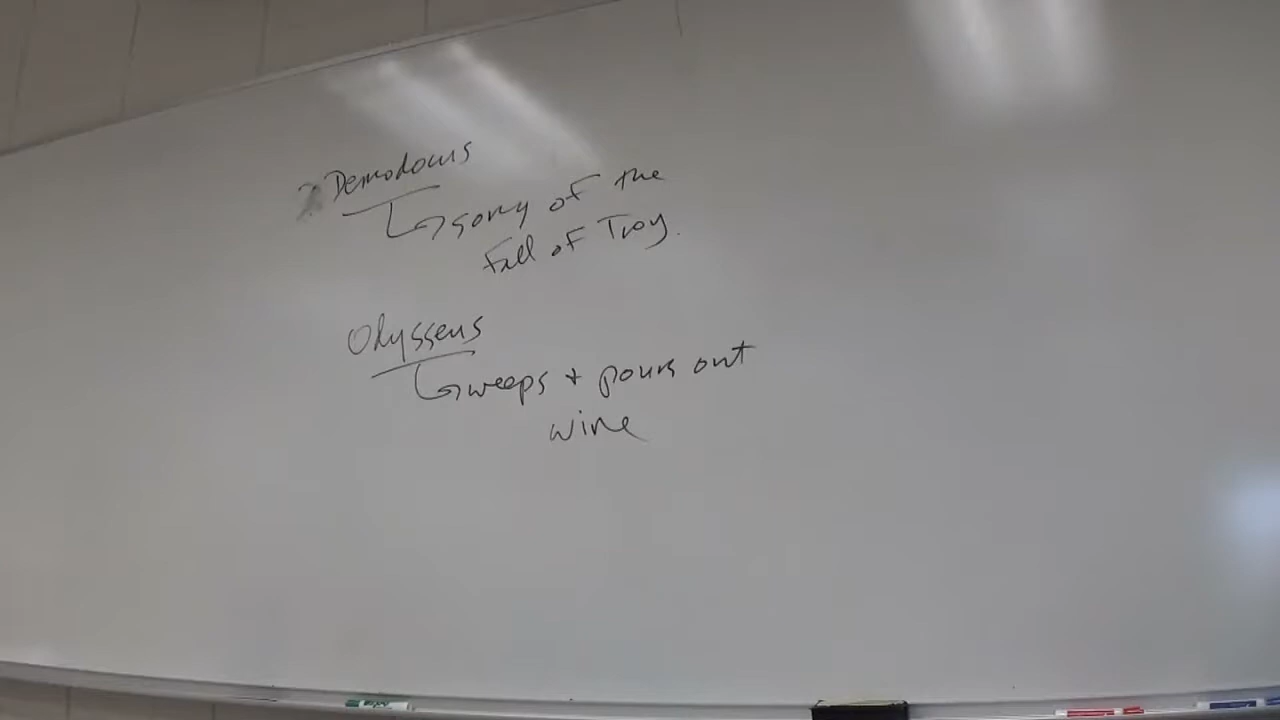 Demodocus
↳ song of the
fall of Troy.
Odysseus
↳ weeps + pours out
wine